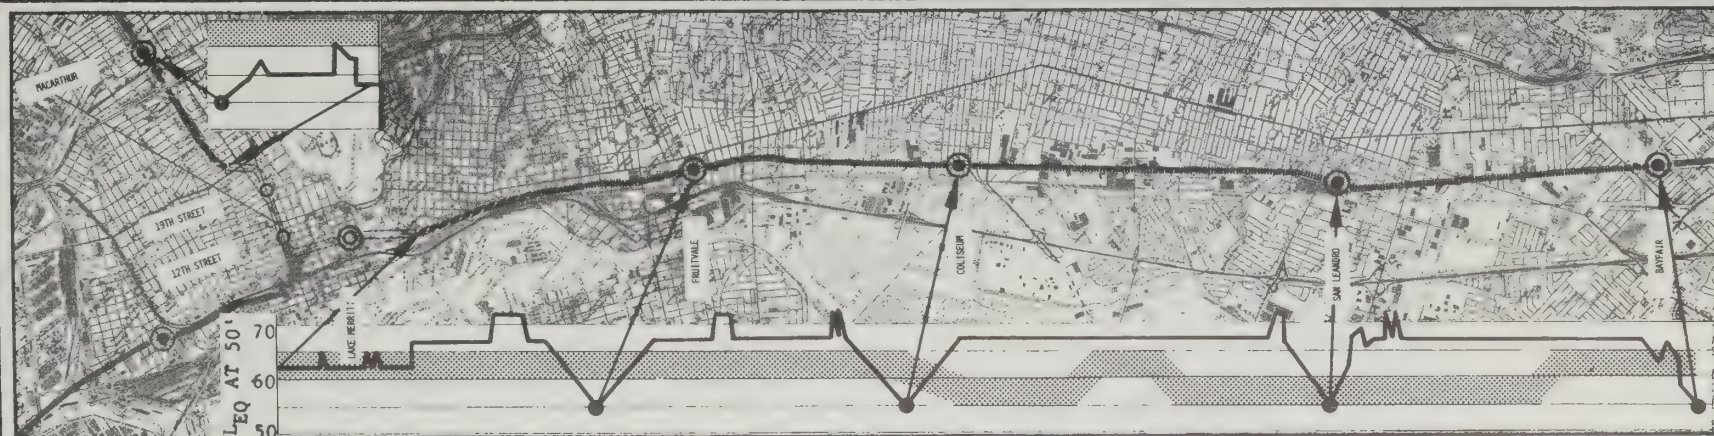 MACARTHUR
19TH STREET
12TH STREET
LAKE MERRITT
FRUITVALE
COLISEUM
SAN LEANDRO
BAYFAIR
LEQ AT 50'
70
60
50